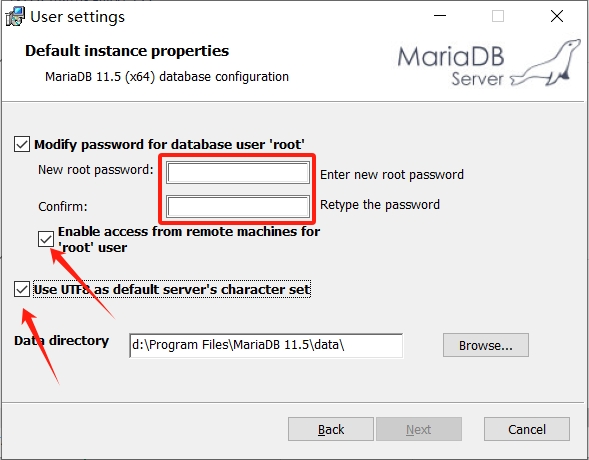 User settings
Default instance properties
MariaDB 11.5 (x64) database configuration
MariaDB
Server
Modify password for database user 'root'
New root password:
Enter new root password
Confirm:
Retype the password
Enable access from remote machines for
'root' user
Use UTF8 as default server's character set
Data directory
d:\Program Files\MariaDB 11.5\data\
Browse...
Back
Next
Cancel